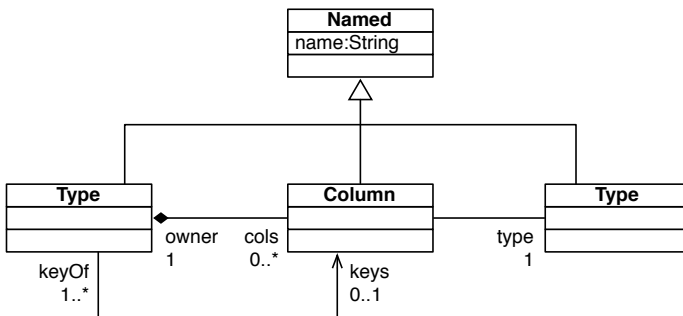 Named
name:String
Type
Column
Type
owner
1
cols
0..*
type
1
keyOf
1..*
keys
0..1